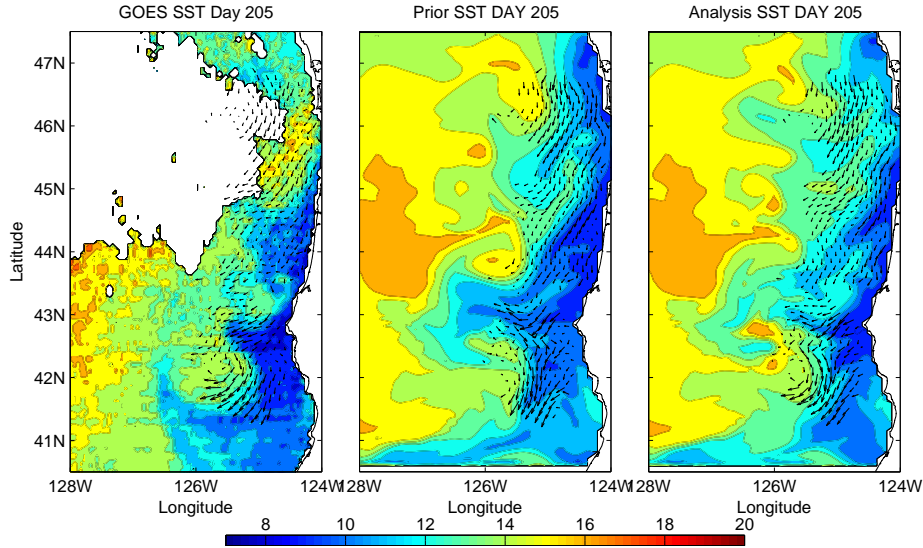 GOES SST Day 205
Prior SST DAY 205
Analysis SST DAY 205
47N
46N
45N
44N
43N
42N
41N
Latitude
128W 126W 124W
128W 126W 124W
128W 126W 124W
Longitude
Longitude
Longitude
8 10 12 14 16 18 20